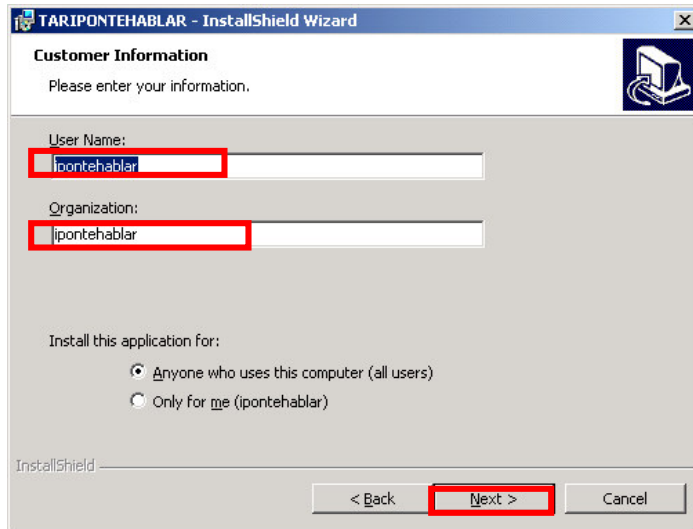 TARIPONTEHABLAR - InstallShield Wizard
Customer Information
Please enter your information.
User Name:
ipontehablar
Organization:
ipontehablar
Install this application for:
Anyone who uses this computer (all users)
Only for me (ipontehablar)
InstallShield
< Back
Next >
Cancel